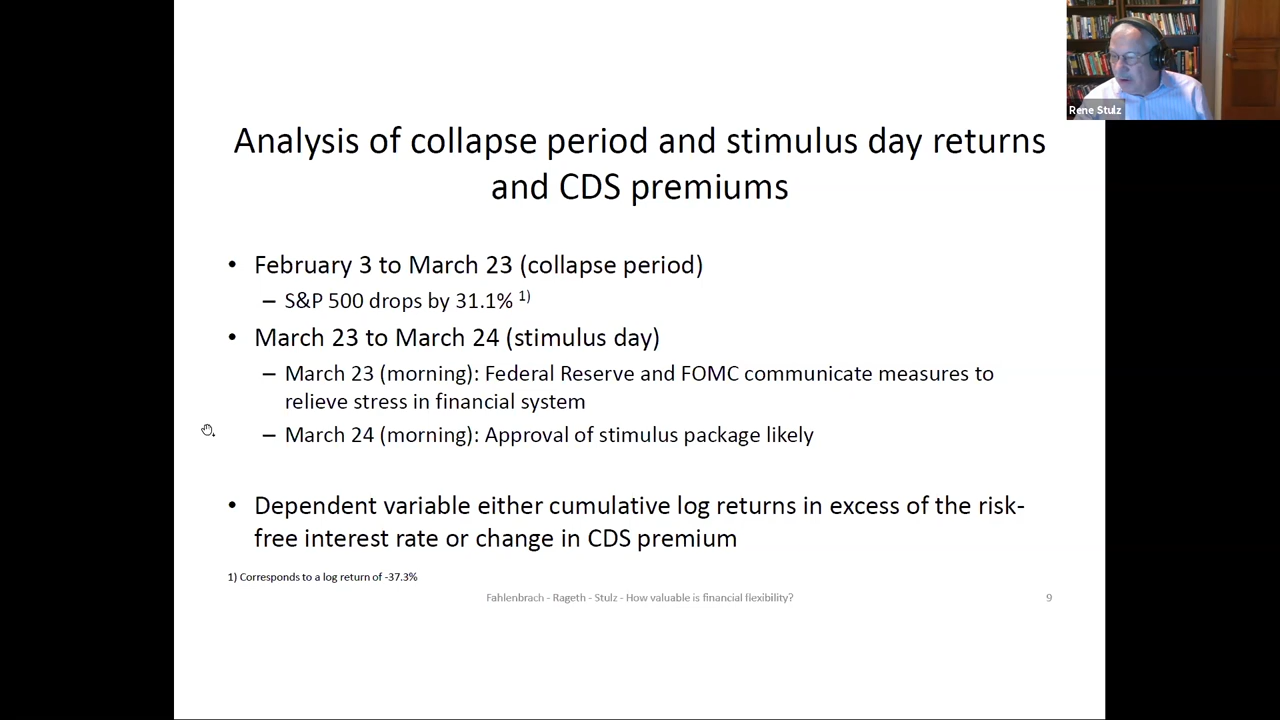 Rene Stulz
Analysis of collapse period and stimulus day returns
and CDS premiums
• February 3 to March 23 (collapse period)
– S&P 500 drops by 31.1% 1)
• March 23 to March 24 (stimulus day)
– March 23 (morning): Federal Reserve and FOMC communicate measures to
relieve stress in financial system
– March 24 (morning): Approval of stimulus package likely
• Dependent variable either cumulative log returns in excess of the risk-
free interest rate or change in CDS premium
1) Corresponds to a log return of -37.3%
Fahlenbrach - Rageth - Stulz - How valuable is financial flexibility?
9